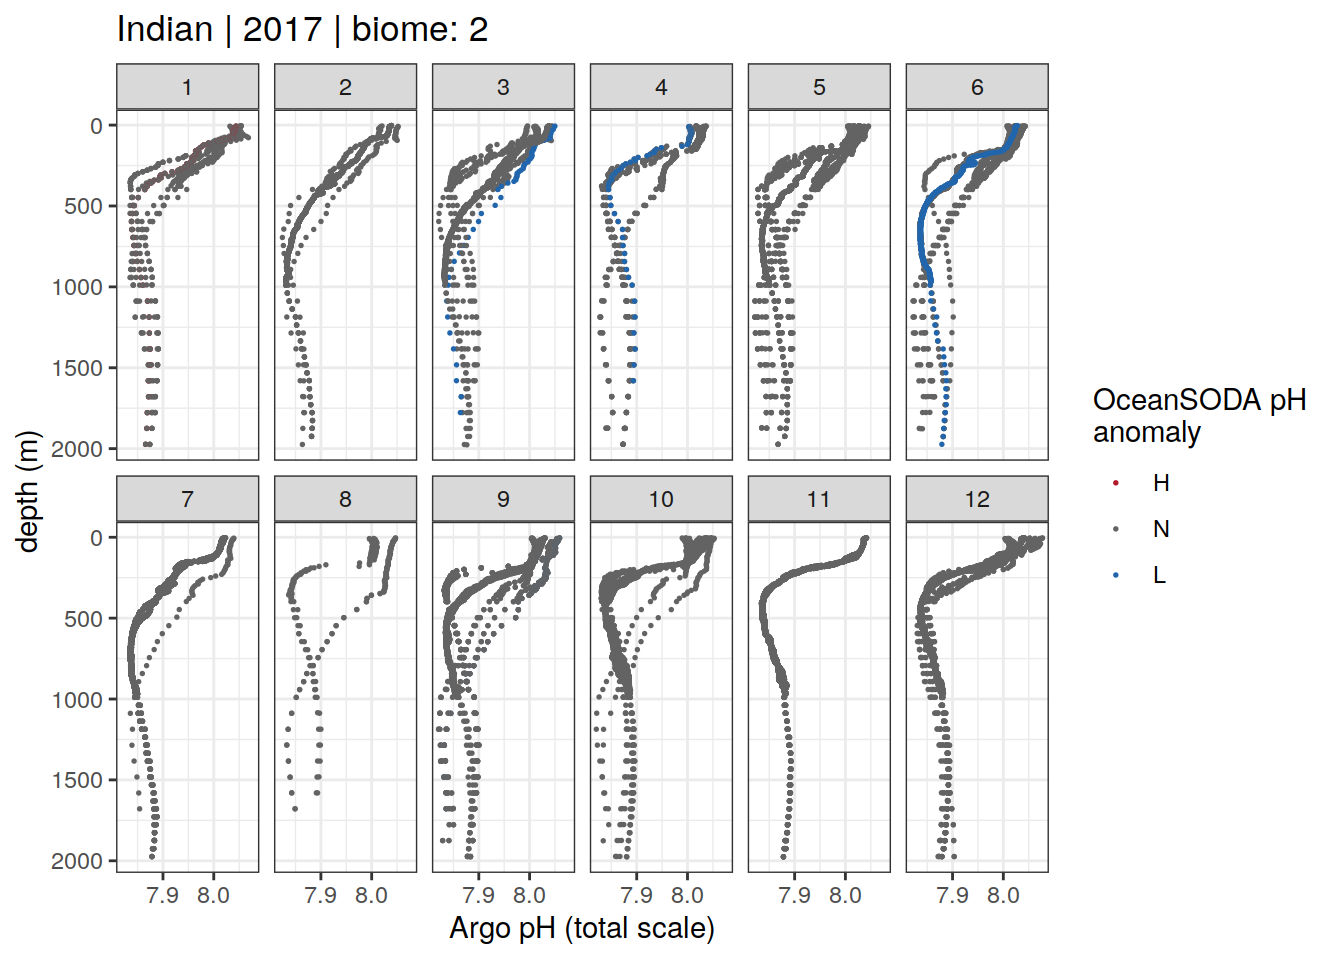 Indian | 2017 | biome: 2
1 2 3 4 5 6
0
500
1000
1500
2000
7 8 9 10 11 12
0
500
1000
1500
2000
7.9 8.0 7.9 8.0 7.9 8.0 7.9 8.0 7.9 8.0 7.9 8.0
Argo pH (total scale)
depth (m)
OceanSODA pH
anomaly
H
N
L